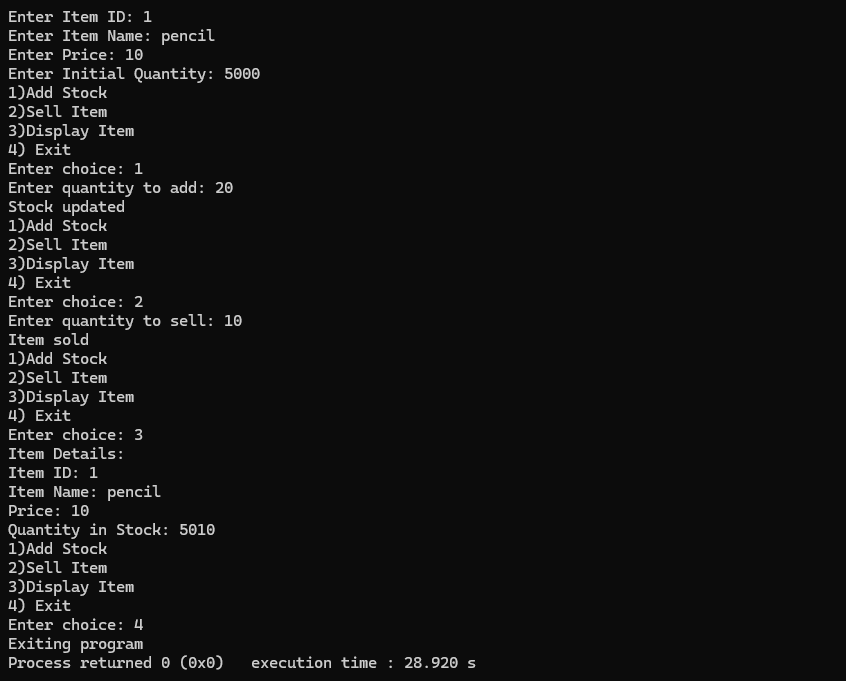 Enter Item ID: 1
Enter Item Name: pencil
Enter Price: 10
Enter Initial Quantity: 5000
1)Add Stock
2)Sell Item
3)Display Item
4) Exit
Enter choice: 1
Enter quantity to add: 20
Stock updated
1)Add Stock
2)Sell Item
3)Display Item
4) Exit
Enter choice: 2
Enter quantity to sell: 10
Item sold
1)Add Stock
2)Sell Item
3)Display Item
4) Exit
Enter choice: 3
Item Details:
Item ID: 1
Item Name: pencil
Price: 10
Quantity in Stock: 5010
1)Add Stock
2)Sell Item
3)Display Item
4) Exit
Enter choice: 4
Exiting program
Process returned 0 (0x0)   execution time : 28.920 s